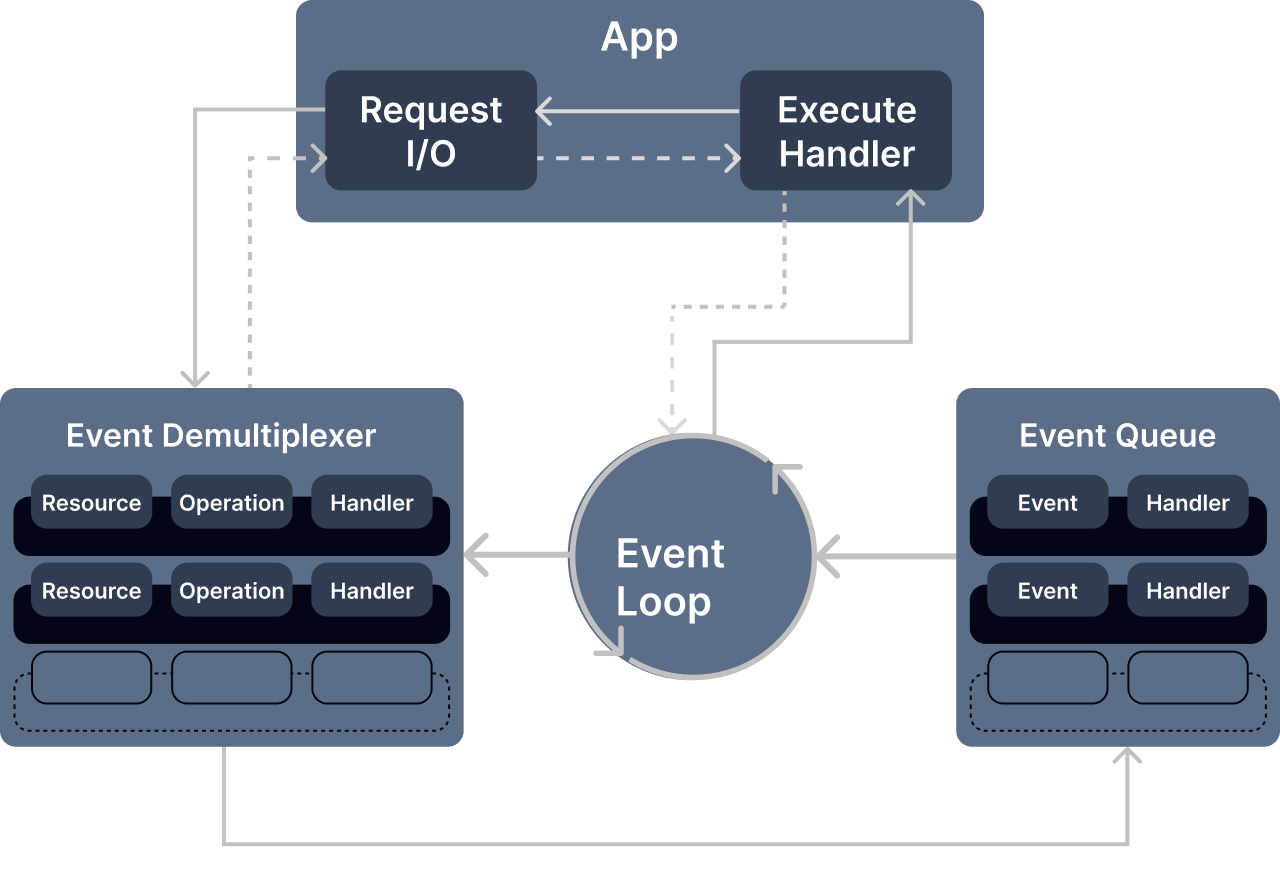 App
Request
I/O
Execute
Handler
Event Demultiplexer
Resource Operation Handler
Resource Operation Handler
Event
Loop
Event Queue
Event Handler
Event Handler